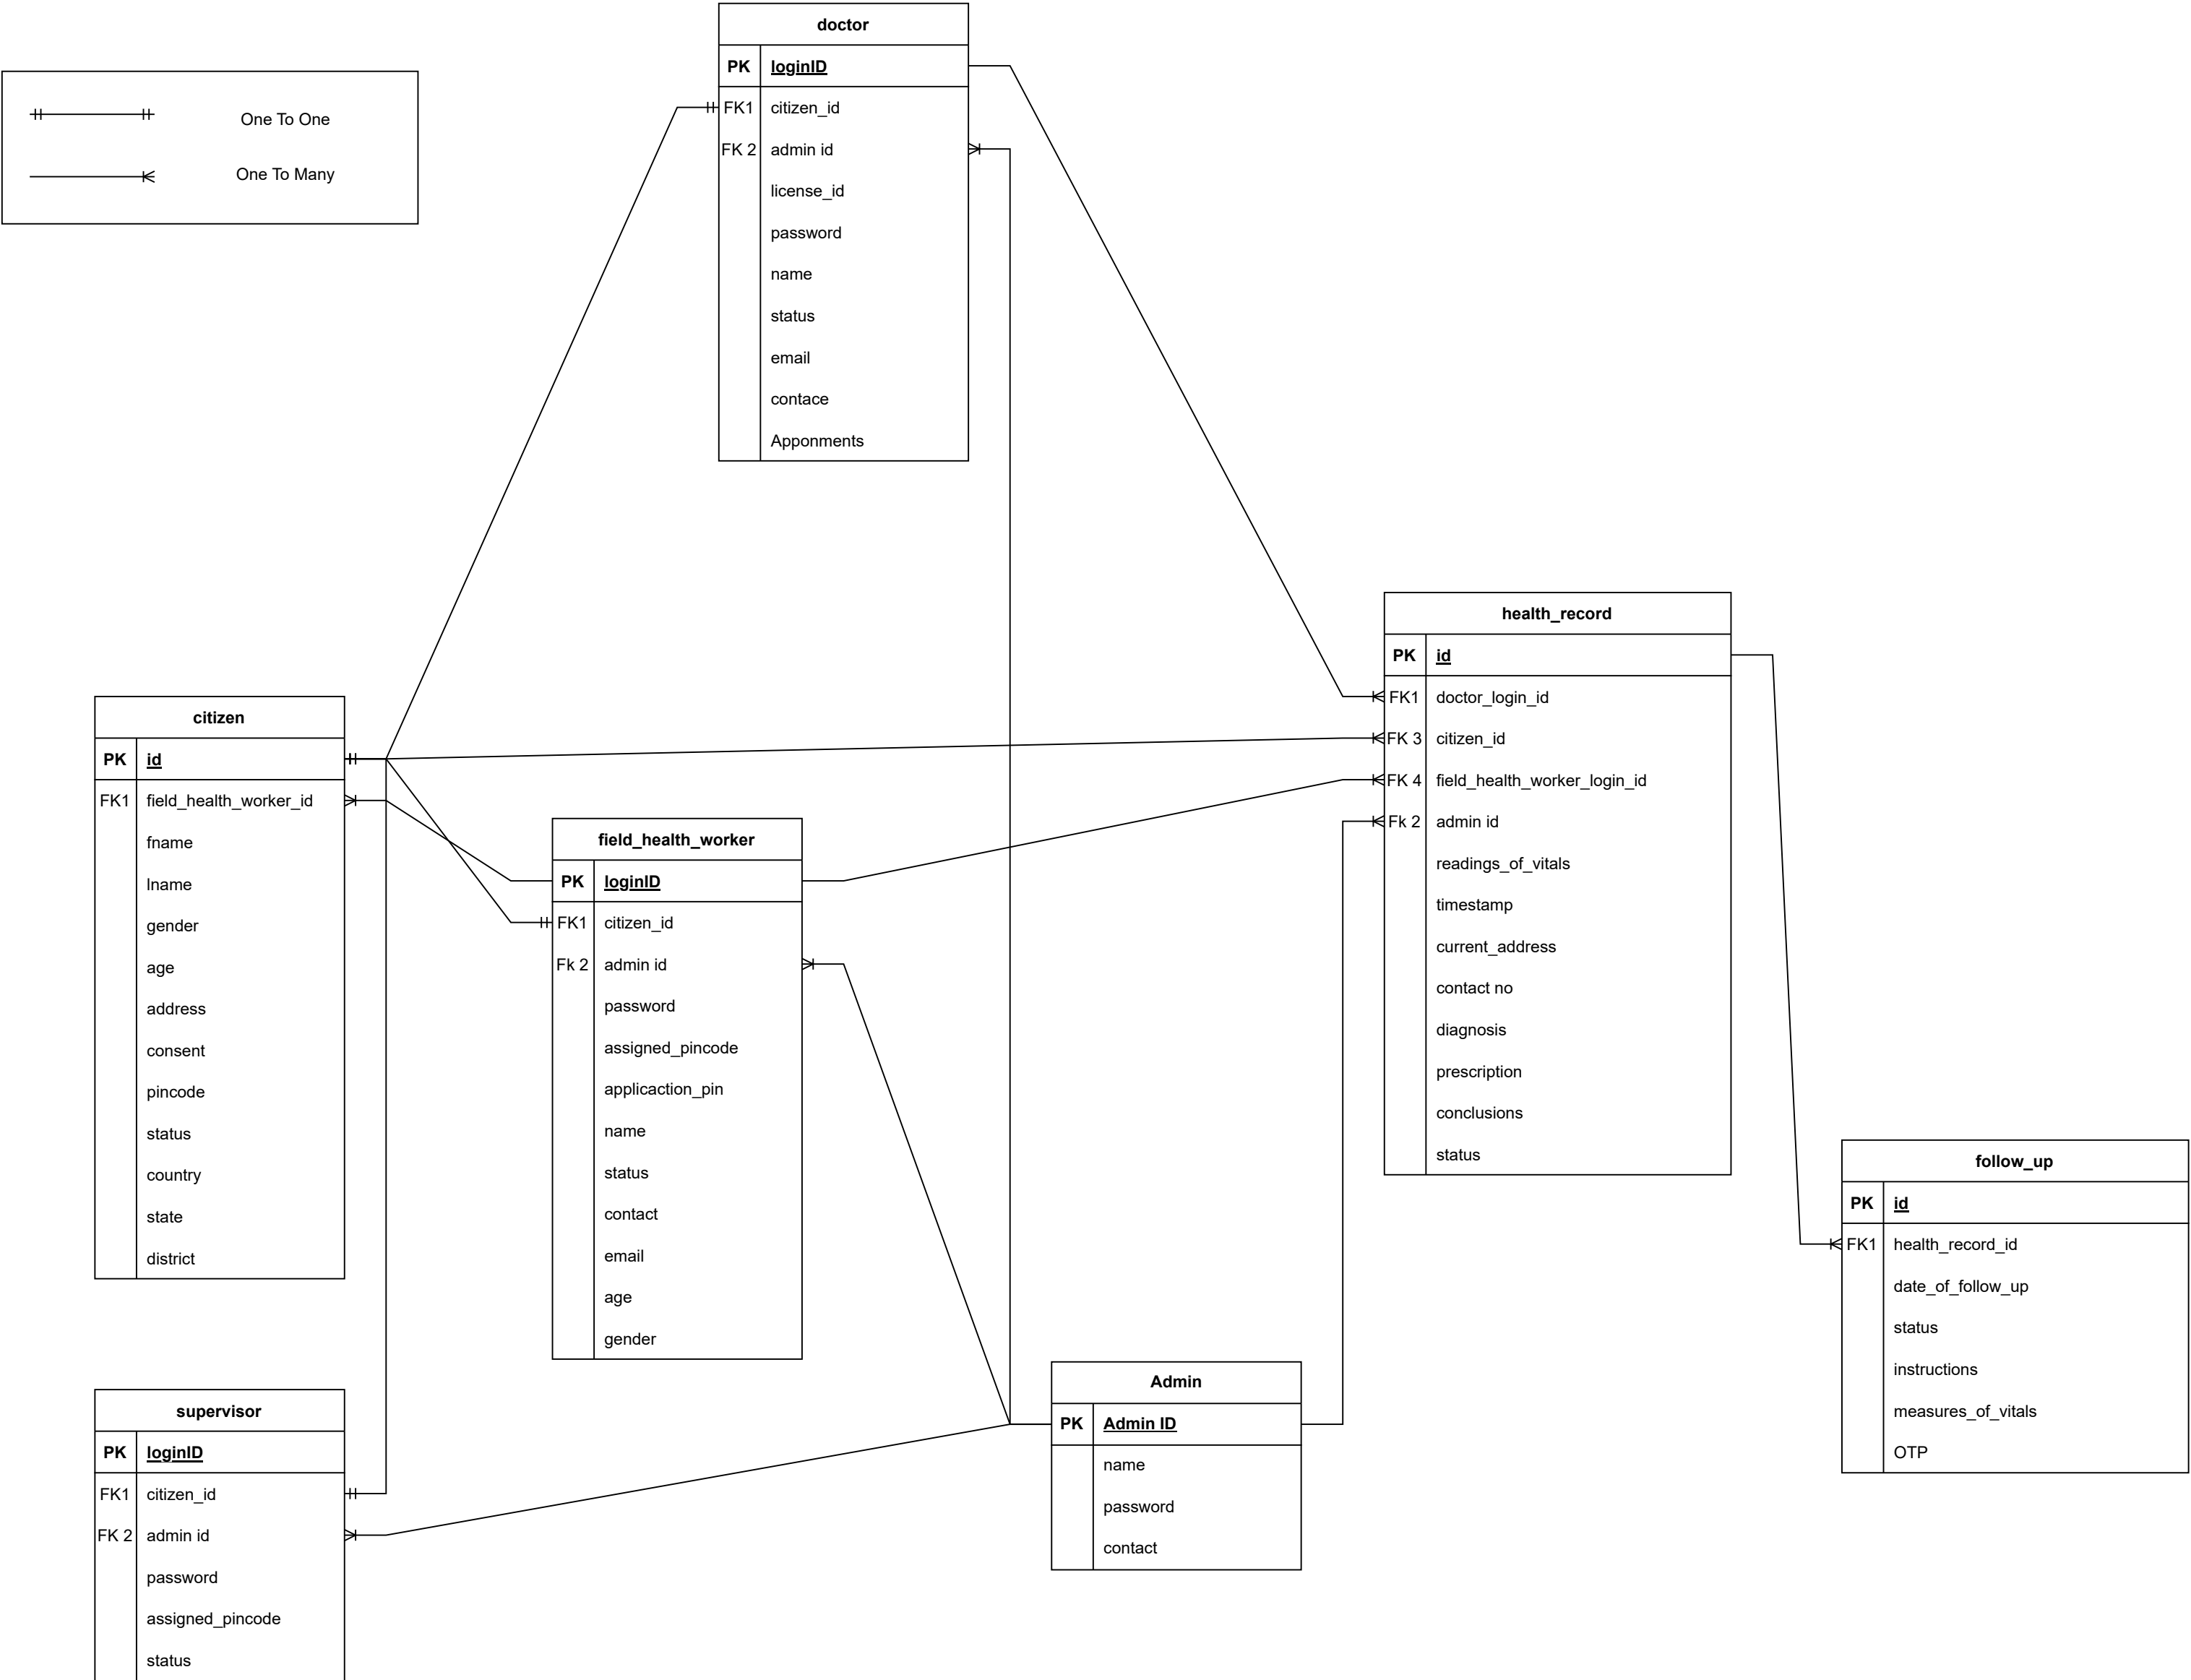 doctor
PK loginID
FK1 citizen_id
FK 2 admin id
license_id
password
name
status
email
contace
Apponments
One To One
One To Many
health_record
PK id
FK1 doctor_login_id
FK 3 citizen_id
FK 4 field_health_worker_login_id
Fk 2 admin id
readings_of_vitals
timestamp
current_address
contact no
diagnosis
prescription
conclusions
status
citizen
PK id
FK1 field_health_worker_id
fname
lname
gender
age
address
consent
pincode
status
country
state
district
field_health_worker
PK loginID
FK1 citizen_id
Fk 2 admin id
password
assigned_pincode
applicaction_pin
name
status
contact
email
age
gender
follow_up
PK id
FK1 health_record_id
date_of_follow_up
status
instructions
measures_of_vitals
OTP
Admin
PK Admin ID
name
password
contact
supervisor
PK loginID
FK1 citizen_id
FK 2 admin id
password
assigned_pincode
status